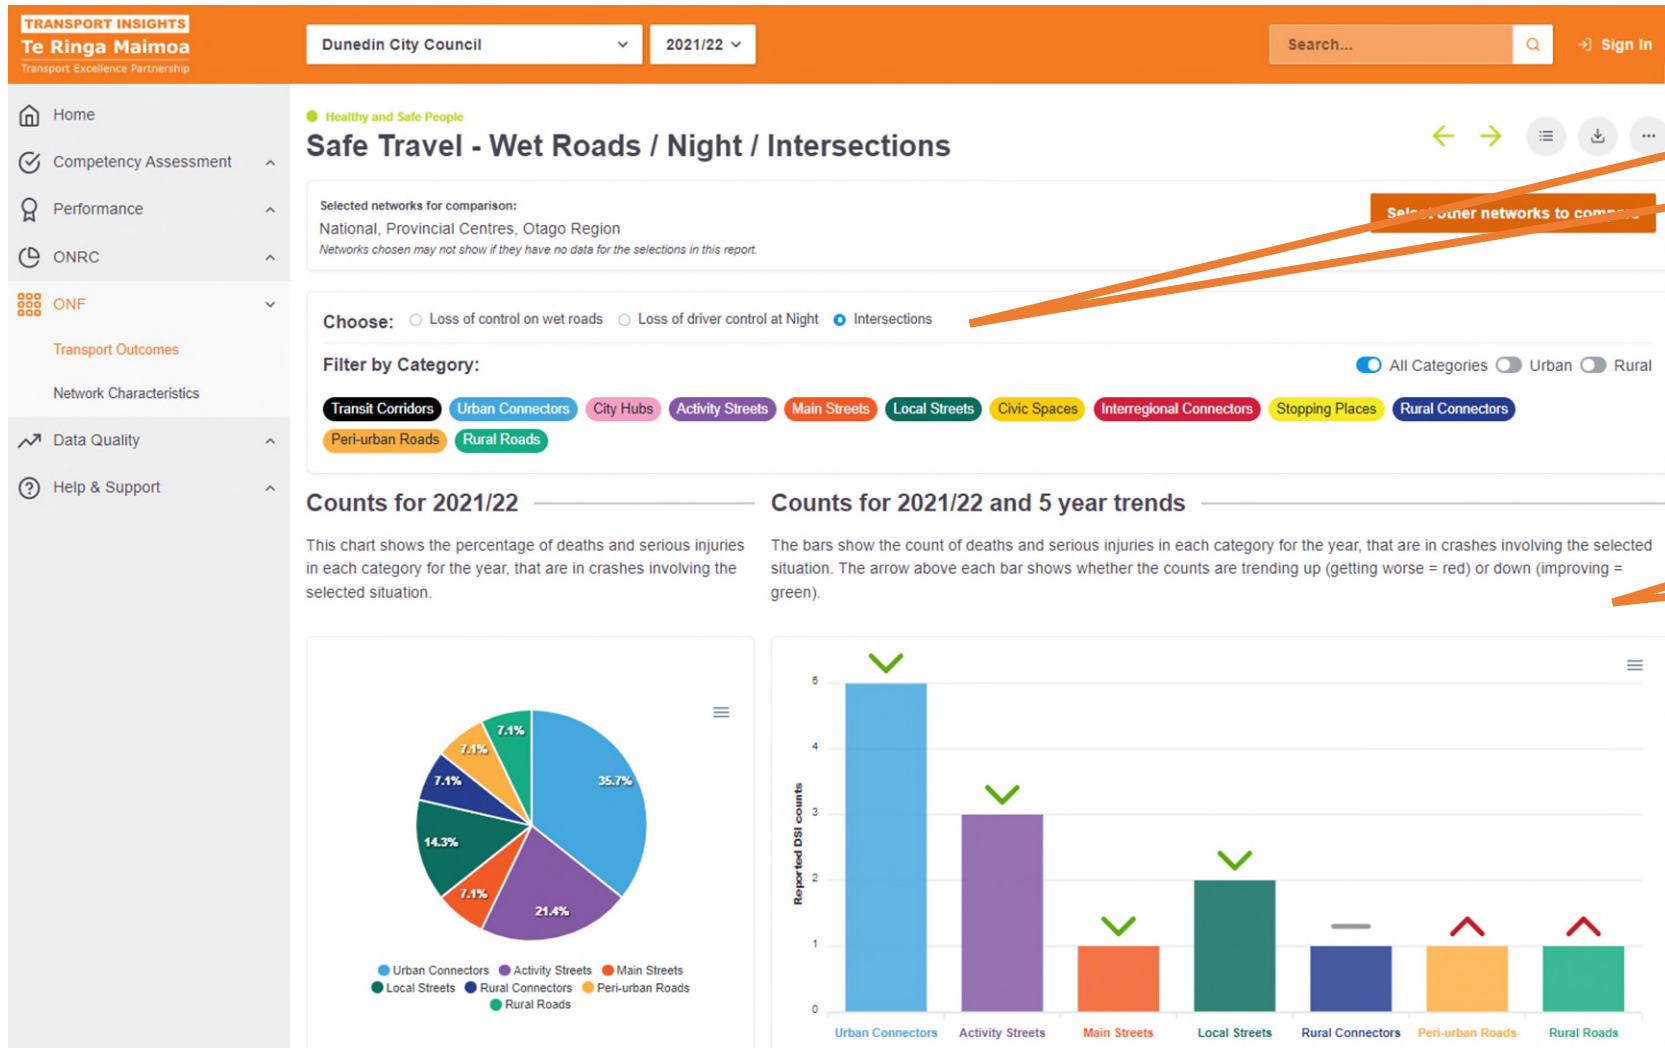 TRANSPORT INSIGHTS
Te Ringa Maimoa
Transport Excellence Partnership
Dunedin City Council
2021/22
Search...
Sign In
Home
Competency Assessment
Performance
ONRC
ONF
Transport Outcomes
Network Characteristics
Data Quality
Help & Support
Healthy and Safe People
Safe Travel - Wet Roads / Night / Intersections
Selected networks for comparison:
National, Provincial Centres, Otago Region
Networks chosen may not show if they have no data for the selections in this report.
Select other networks to compare
Choose: Loss of control on wet roads Loss of driver control at Night Intersections
Filter by Category:
All Categories Urban Rural
Transit Corridors Urban Connectors City Hubs Activity Streets Main Streets Local Streets Civic Spaces Interregional Connectors Stopping Places Rural Connectors
Peri-urban Roads Rural Roads
Counts for 2021/22
This chart shows the percentage of deaths and serious injuries
in each category for the year, that are in crashes involving the
selected situation.
7.1%
7.1%
7.1%
35.7%
14.3%
7.1%
21.4%
Urban Connectors Activity Streets Main Streets
Local Streets Rural Connectors Peri-urban Roads
Rural Roads
Counts for 2021/22 and 5 year trends
The bars show the count of deaths and serious injuries in each category for the year, that are in crashes involving the selected
situation. The arrow above each bar shows whether the counts are trending up (getting worse = red) or down (improving =
green).
Reported DSI counts
5
4
3
2
1
0
Urban Connectors Activity Streets Main Streets Local Streets Rural Connectors Peri-urban Roads Rural Roads